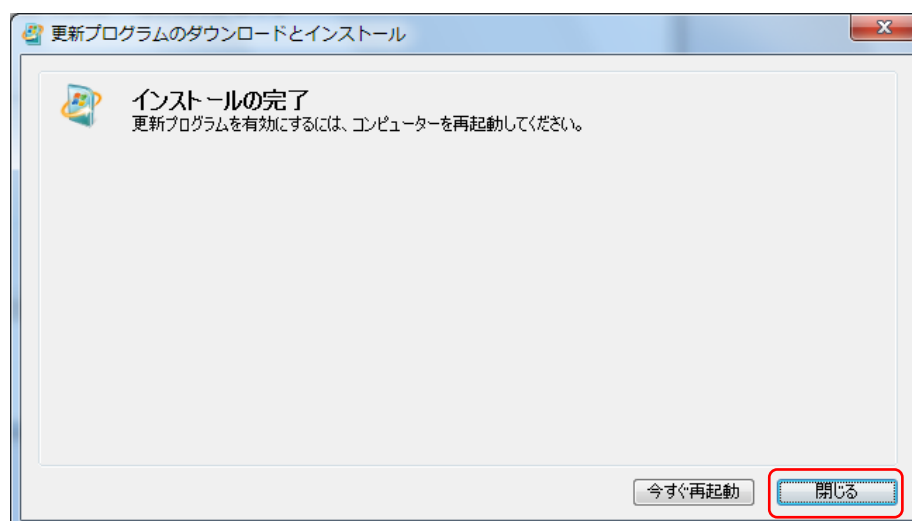 更新プログラムのダウンロードとインストール
インストールの完了
更新プログラムを有効にするには、コンピューターを再起動してください。
今すぐ再起動
閉じる